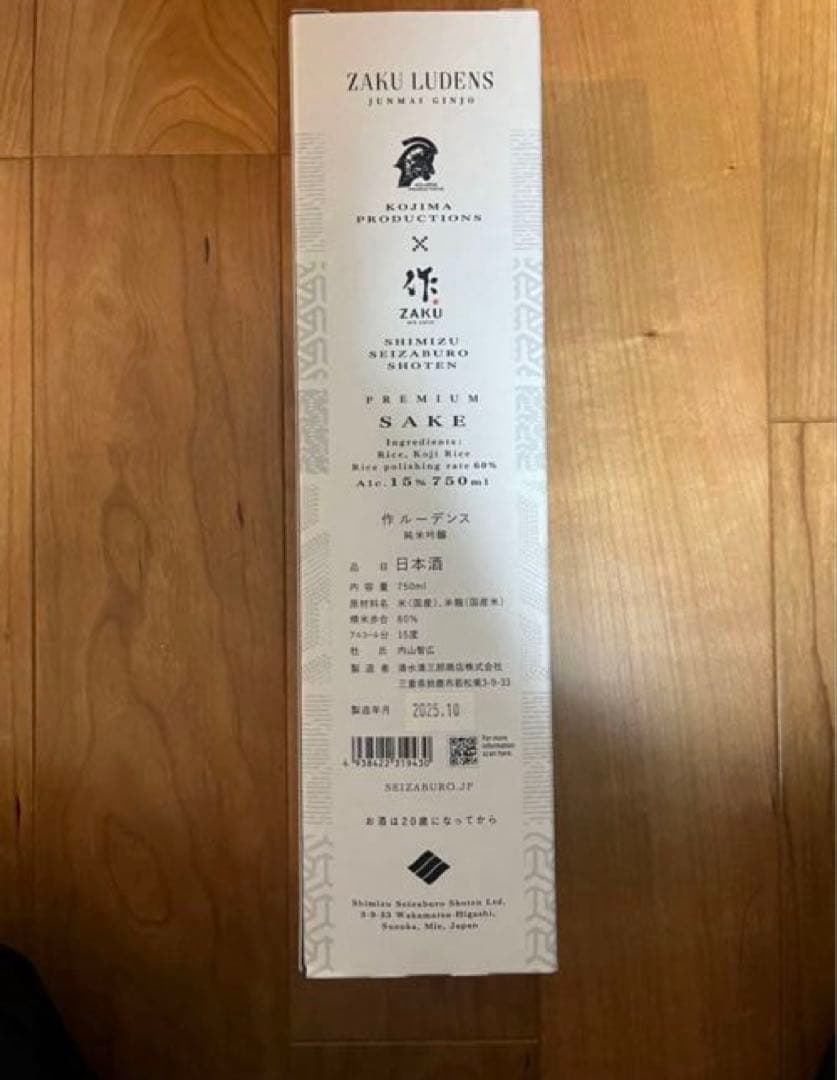 ZAKU LUDENS
JUNMAI GINJO
KOJIMA PRODUCTIONS
KOJIMA
PRODUCTIONS
×
作
ZAKU
SHIMIZU
SEIZABURO
SHOTEN
PREMIUM
SAKE
Ingredients:
Rice, Koji Rice
Rice polishing rate 60%
Alc.15% 750ml
作 ルーデンス
純米吟醸
品目 日本酒
内容量 750ml
原材料名 米(国産)、米麹(国産米)
精米歩合 60%
アルコール分 15度
杜氏 内山智広
製造者 清水清三郎商店株式会社
三重県鈴鹿市若松東3-9-33
製造年月 2025.10
For more
information
scan here.
4 938422 319430
SEIZABURO.JP
お酒は20歳になってから
Shimizu Seizaburo Shoten Ltd.
3-9-33 Wakamatsu-Higashi,
Suzuka, Mie, Japan